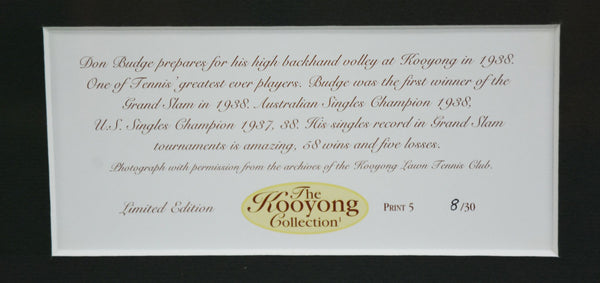 Don Budge prepares for his high backhand volley at Kooyong in 1938.
One of Tennis' greatest ever players. Budge was the first winner of the
Grand Slam in 1938. Australian Singles Champion 1938,
U.S. Singles Champion 1937, 38. His singles record in Grand Slam
tournaments is amazing, 58 wins and five losses.
Photograph with permission from the archives of the Kooyong Lawn Tennis Club.
Limited Edition
The
Kooyong
Collection¹
PRINT 5
8/30